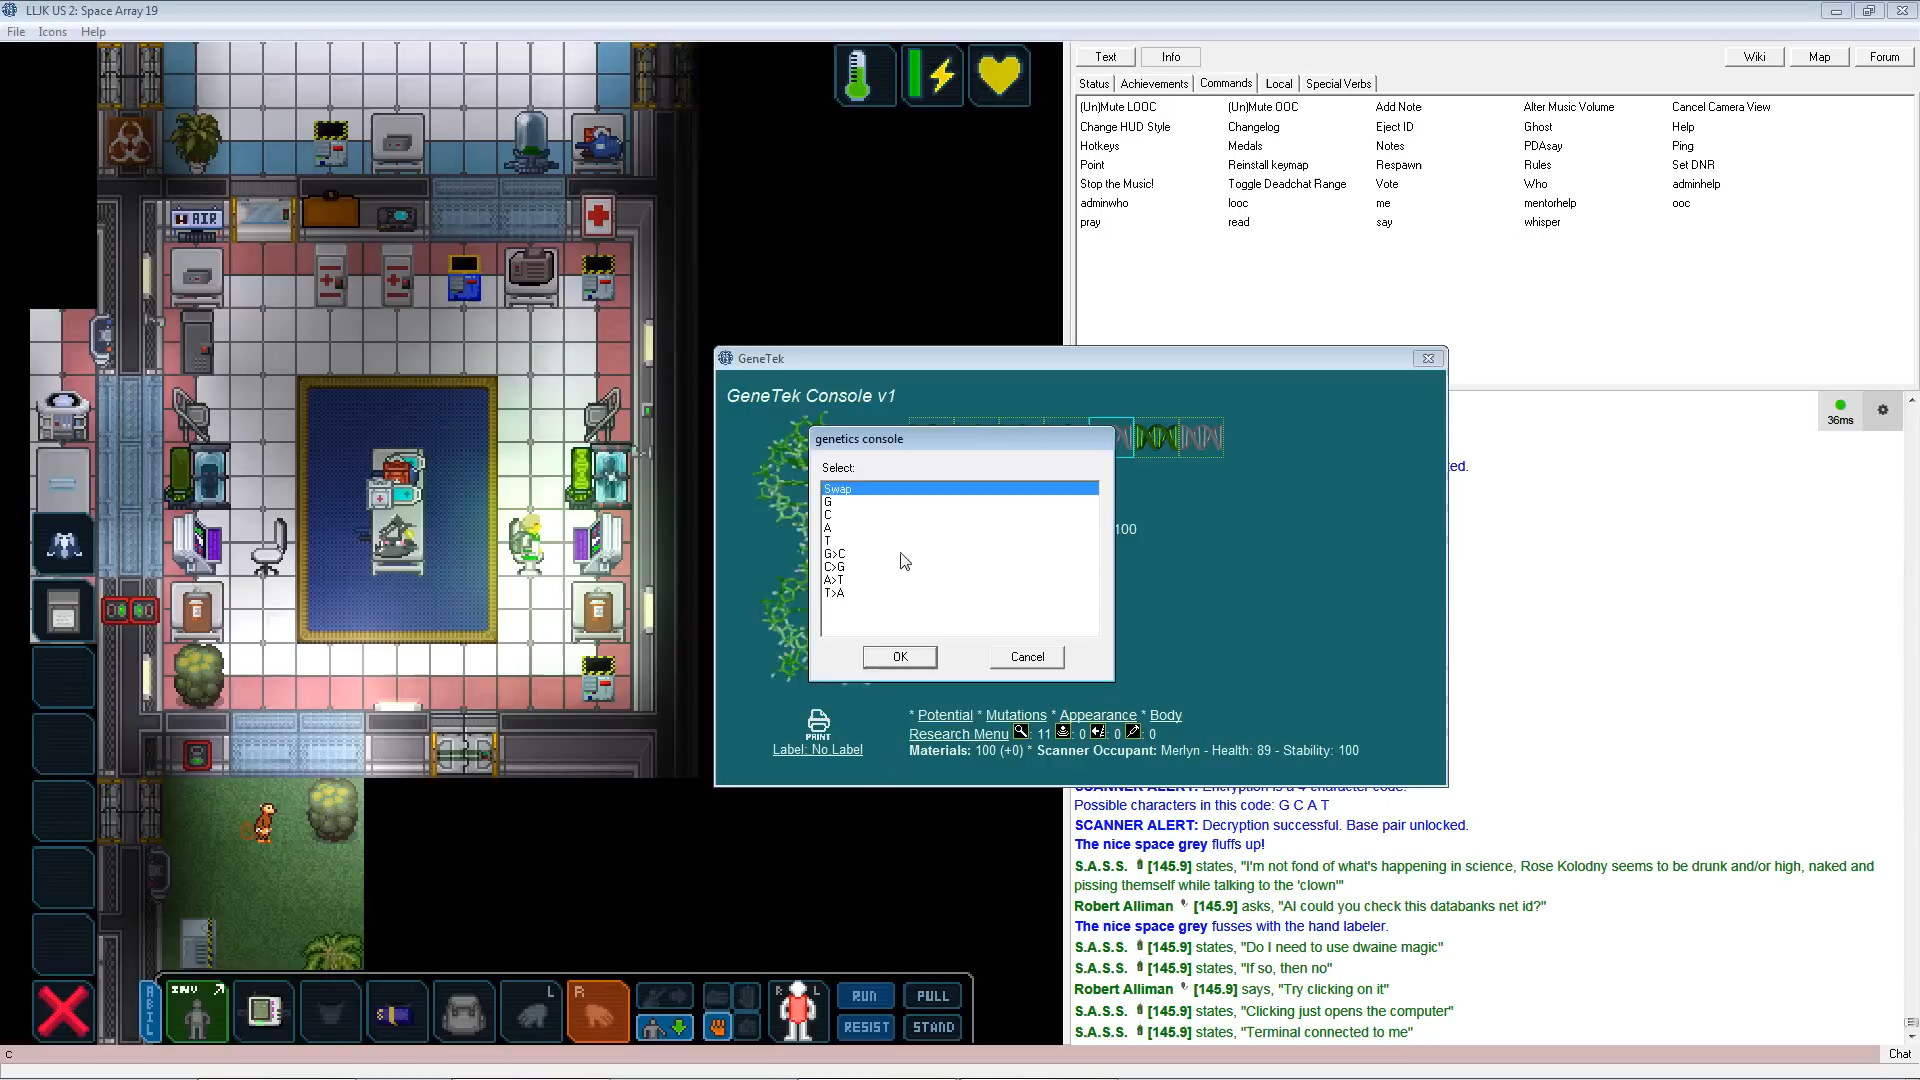 LLJK US 2: Space Array 19
File Icons Help
Text Info Wiki Map Forum
Status Achievements Commands Local Special Verbs
(Un)Mute LOOC (Un)Mute OOC Add Note Alter Music Volume Cancel Camera View
Change HUD Style Changelog Eject ID Ghost Help
Hotkeys Medals Notes PDAsay Ping
Point Reinstall keymap Respawn Rules Set DNR
Stop the Music! Toggle Deadchat Range Vote Who adminhelp
adminwho looc me mentorhelp ooc
pray read say whisper
AIR
GeneTek
GeneTek Console v1
genetics console
Select:
Swap
G
C
A
T
G>C
C>G
A>T
T>A
OK Cancel
100
PRINT
Label: No Label
* Potential * Mutations * Appearance * Body
Research Menu : 11 : 0 : 0 : 0
Materials: 100 (+0) * Scanner Occupant: Merlyn - Health: 89 - Stability: 100
36ms
ed.
SCANNER ALERT: Encryption is a 4 character code.
Possible characters in this code: G C A T
SCANNER ALERT: Decryption successful. Base pair unlocked.
The nice space grey fluffs up!
S.A.S.S. [145.9] states, "I'm not fond of what's happening in science, Rose Kolodny seems to be drunk and/or high, naked and
pissing themself while talking to the 'clown'"
Robert Alliman [145.9] asks, "AI could you check this databanks net id?"
The nice space grey fusses with the hand labeler.
S.A.S.S. [145.9] states, "Do I need to use dwaine magic"
S.A.S.S. [145.9] states, "If so, then no"
Robert Alliman [145.9] says, "Try clicking on it"
S.A.S.S. [145.9] states, "Clicking just opens the computer"
S.A.S.S. [145.9] states, "Terminal connected to me"
ABIL
INV L R R L
RUN PULL
RESIST STAND
c
Chat